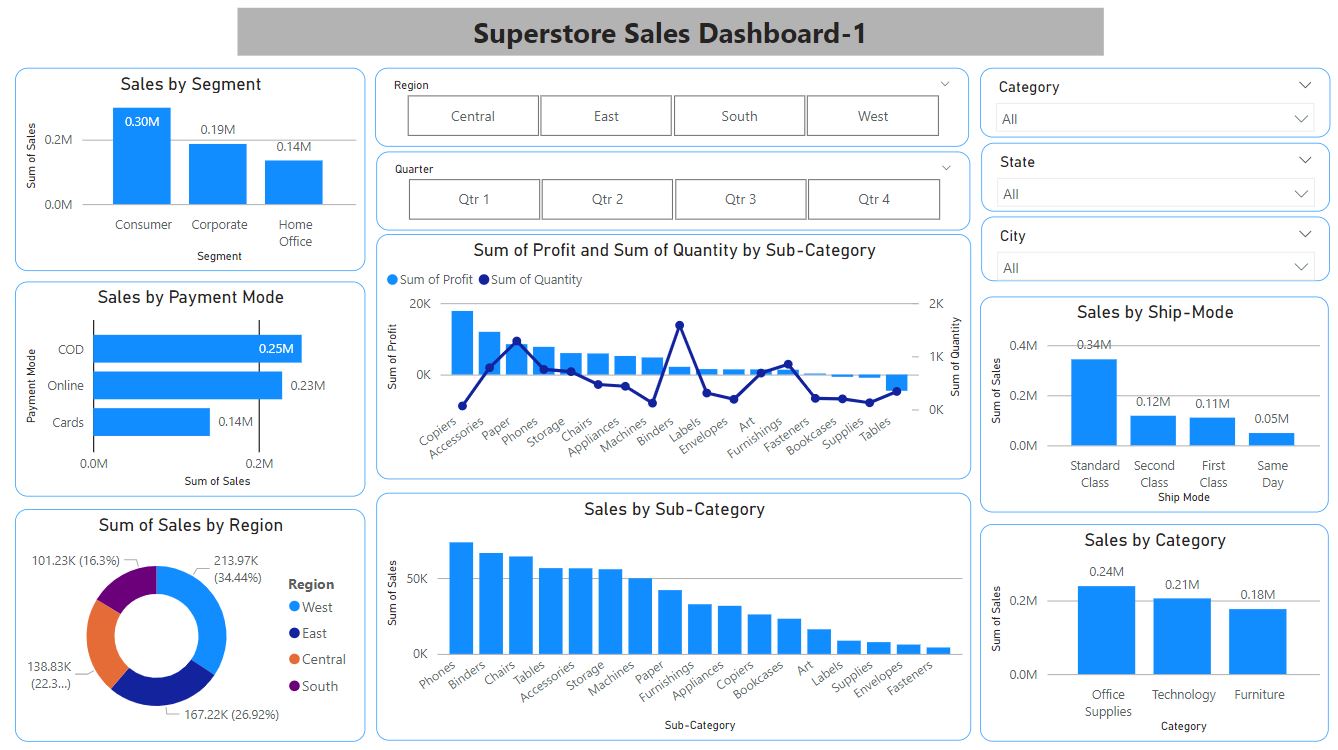 Superstore Sales Dashboard-1
Sales by Segment
Sum of Sales
0.2M
0.0M
0.30M
0.19M
0.14M
Consumer
Corporate
Home
Office
Segment
Region
Central
East
South
West
Quarter
Qtr 1
Qtr 2
Qtr 3
Qtr 4
Category
All
State
All
City
All
Sales by Payment Mode
Payment Mode
COD
0.25M
Online
0.23M
Cards
0.14M
0.0M
0.2M
Sum of Sales
Sum of Profit and Sum of Quantity by Sub-Category
Sum of Profit
Sum of Quantity
Sum of Profit
20K
0K
2K
1K
0K
Sum of Quantity
Copiers
Accessories
Paper
Phones
Storage
Chairs
Appliances
Machines
Binders
Labels
Envelopes
Art
Furnishings
Fasteners
Bookcases
Supplies
Tables
Sales by Ship-Mode
Sum of Sales
0.4M
0.2M
0.0M
0.34M
0.12M
0.11M
0.05M
Standard
Class
Second
Class
First
Class
Same
Day
Ship Mode
Sum of Sales by Region
101.23K (16.3%)
213.97K
(34.44%)
138.83K
(22.3...)
167.22K (26.92%)
Region
West
East
Central
South
Sales by Sub-Category
Sum of Sales
50K
0K
Phones
Binders
Chairs
Tables
Accessories
Storage
Machines
Paper
Furnishings
Appliances
Copiers
Bookcases
Art
Labels
Supplies
Envelopes
Fasteners
Sub-Category
Sales by Category
Sum of Sales
0.2M
0.0M
0.24M
0.21M
0.18M
Office
Supplies
Technology
Furniture
Category